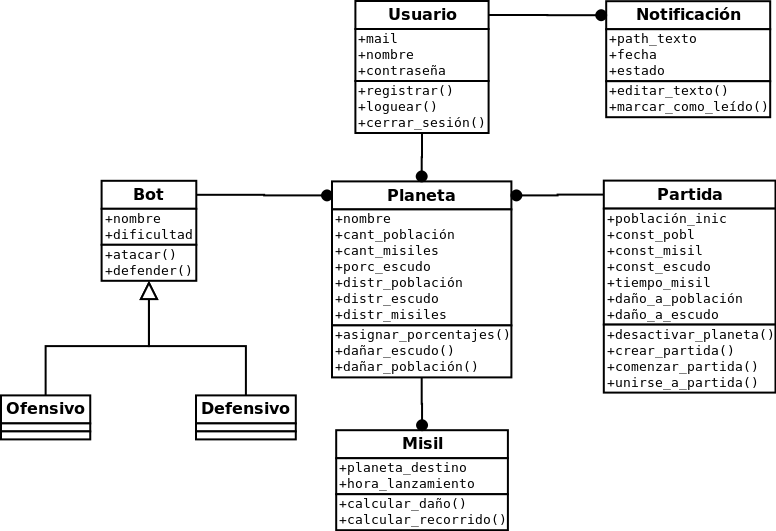 Usuario
+mail
+nombre
+contraseña
+registrar()
+loguear()
+cerrar_sesión()
Notificación
+path_texto
+fecha
+estado
+editar_texto()
+marcar_como_leído()
Bot
+nombre
+dificultad
+atacar()
+defender()
Planeta
+nombre
+cant_población
+cant_misiles
+porc_escudo
+distr_población
+distr_escudo
+distr_misiles
+asignar_porcentajes()
+dañar_escudo()
+dañar_población()
Partida
+población_inic
+const_pobl
+const_misil
+const_escudo
+tiempo_misil
+daño_a_población
+daño_a_escudo
+desactivar_planeta()
+crear_partida()
+comenzar_partida()
+unirse_a_partida()
Ofensivo
Defensivo
Misil
+planeta_destino
+hora_lanzamiento
+calcular_daño()
+calcular_recorrido()